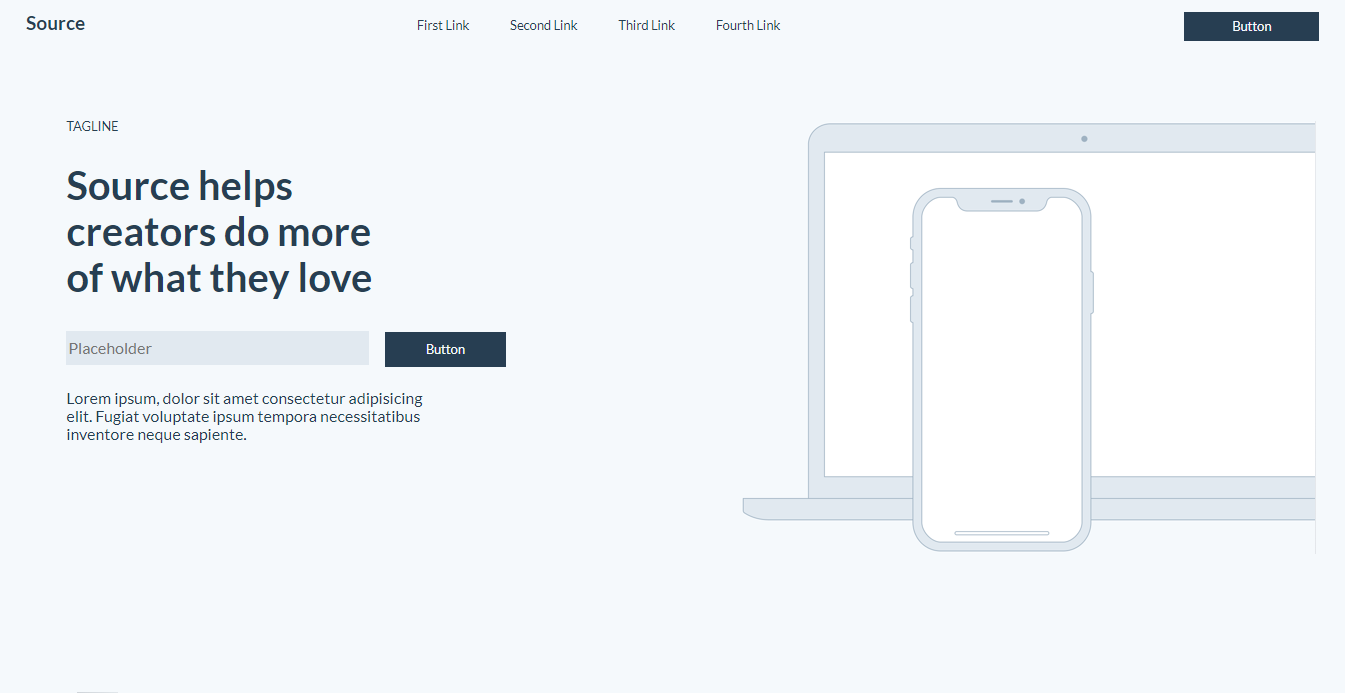 Source
First Link
Second Link
Third Link
Fourth Link
Button
TAGLINE
Source helps
creators do more
of what they love
Placeholder
Button
Lorem ipsum, dolor sit amet consectetur adipisicing
elit. Fugiat voluptate ipsum tempora necessitatibus
inventore neque sapiente.